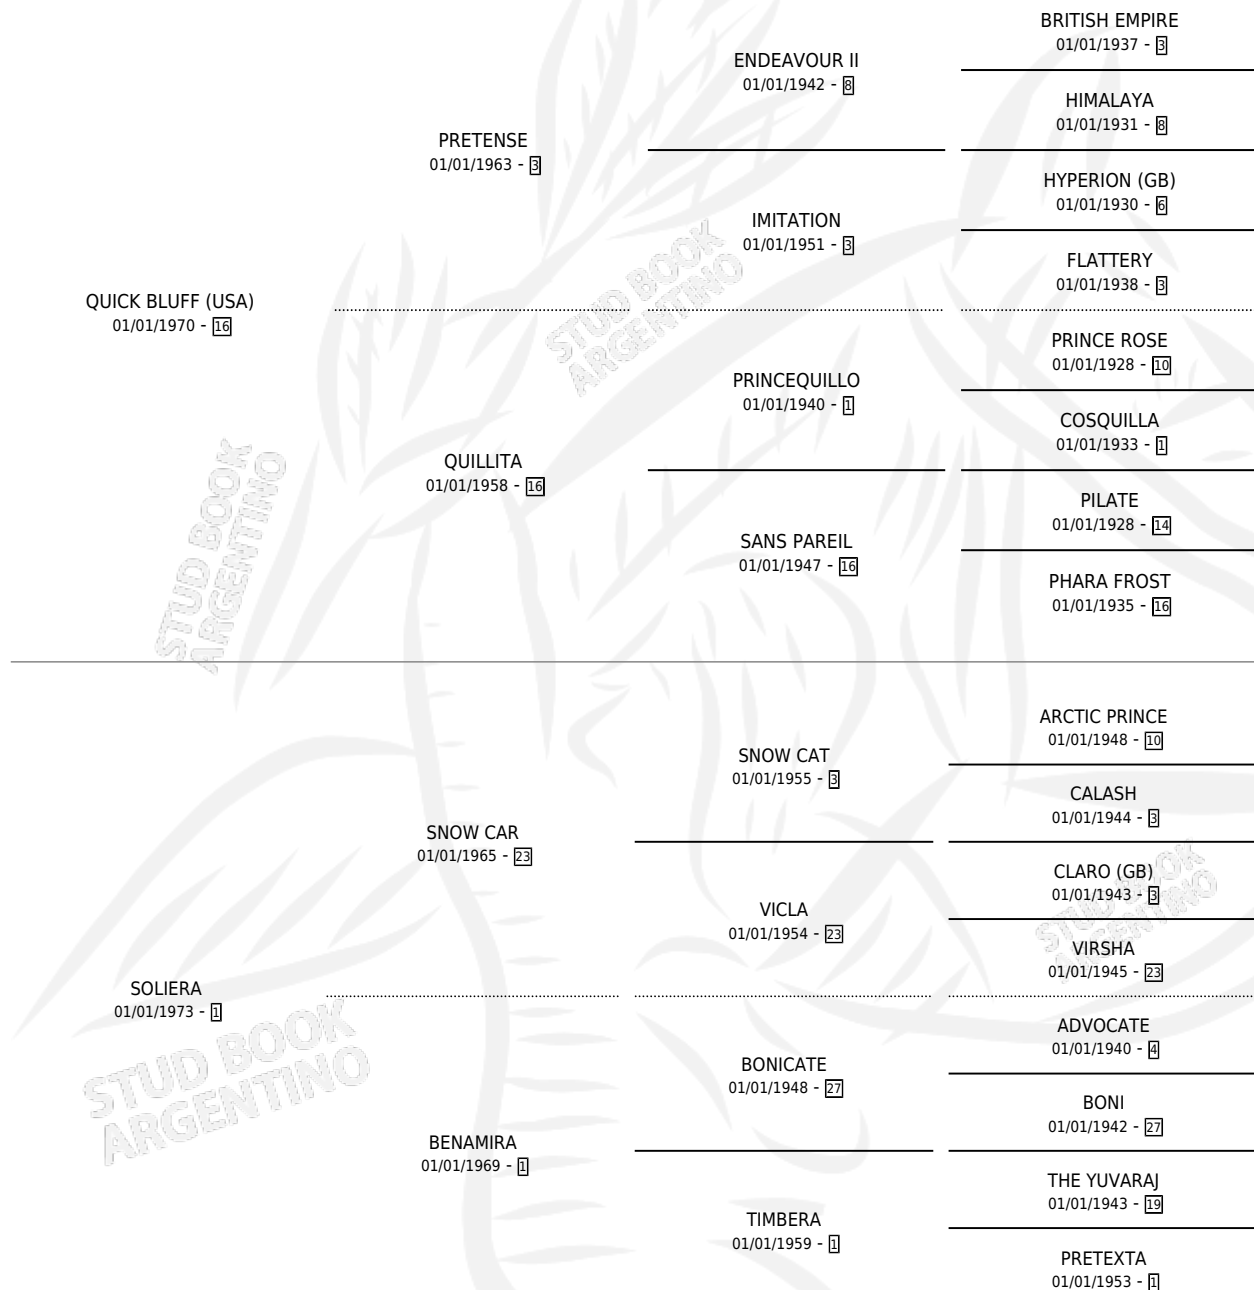 BRITISH EMPIRE
01/01/1937 - 3
ENDEAVOUR II
01/01/1942 - 8
HIMALAYA
01/01/1931 - 8
PRETENSE
01/01/1963 - 3
HYPERION (GB)
01/01/1930 - 6
IMITATION
01/01/1951 - 3
FLATTERY
01/01/1938 - 3
QUICK BLUFF (USA)
01/01/1970 - 16
PRINCE ROSE
01/01/1928 - 10
PRINCEQUILLO
01/01/1940 - 1
COSQUILLA
01/01/1933 - 1
QUILLITA
01/01/1958 - 16
PILATE
01/01/1928 - 14
SANS PAREIL
01/01/1947 - 16
PHARA FROST
01/01/1935 - 16
ARCTIC PRINCE
01/01/1948 - 10
SNOW CAT
01/01/1955 - 3
CALASH
01/01/1944 - 3
SNOW CAR
01/01/1965 - 23
CLARO (GB)
01/01/1943 - 3
VICLA
01/01/1954 - 23
VIRSHA
01/01/1945 - 23
SOLIERA
01/01/1973 - 1
ADVOCATE
01/01/1940 - 4
BONICATE
01/01/1948 - 27
BONI
01/01/1942 - 27
BENAMIRA
01/01/1969 - 1
THE YUVARAJ
01/01/1943 - 19
TIMBERA
01/01/1959 - 1
PRETEXTA
01/01/1953 - 1
STUD BOOK
ARGENTINO
STUD BOOK
ARGENTINO
STUD BOOK
ARGENTINO
STUD BOOK
ARGENTINO